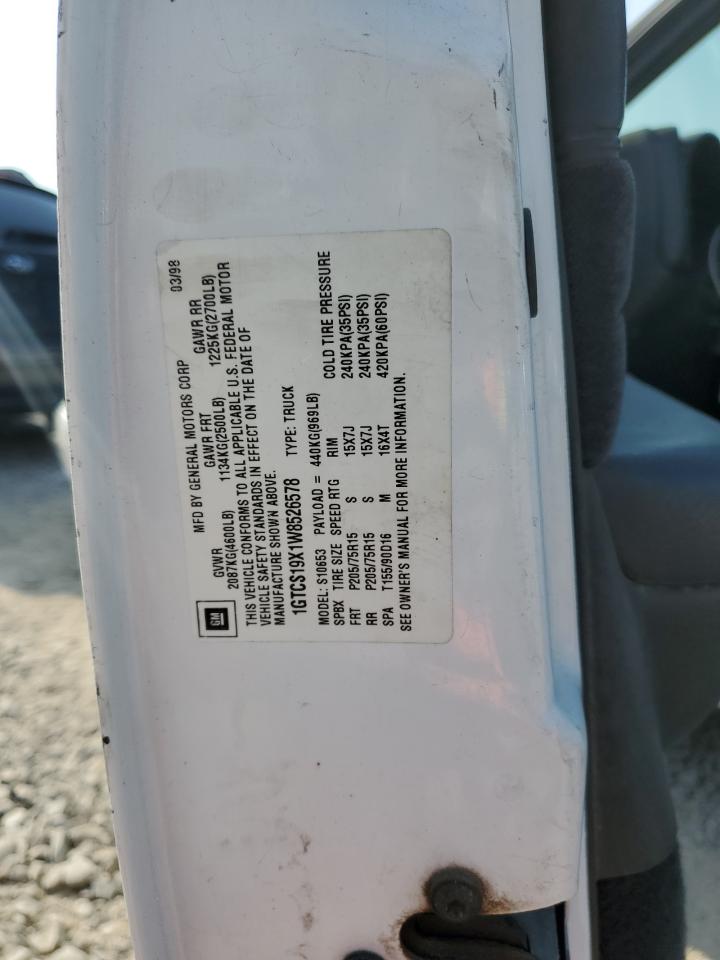 MFD BY GENERAL MOTORS CORP 03/98
GVWR GAWR FRT GAWR RR
2087KG(4600LB) 1134KG(2500LB) 1225KG(2700LB)
THIS VEHICLE CONFORMS TO ALL APPLICABLE U.S. FEDERAL MOTOR
VEHICLE SAFETY STANDARDS IN EFFECT ON THE DATE OF
MANUFACTURE SHOWN ABOVE.
1GTCS19X1W8526578 TYPE: TRUCK
MODEL: S10653 PAYLOAD = 440KG(969LB)
SPBX TIRE SIZE SPEED RTG RIM COLD TIRE PRESSURE
FRT P205/75R15 S 15X7J 240KPA(35PSI)
RR P205/75R15 S 15X7J 240KPA(35PSI)
SPA T155/90D16 M 16X4T 420KPA(60PSI)
SEE OWNER'S MANUAL FOR MORE INFORMATION.
GM